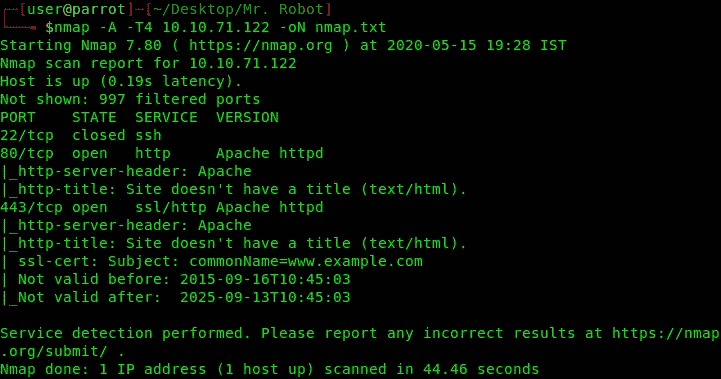 [user@parrot]-[~/Desktop/Mr. Robot]
$nmap -A -T4 10.10.71.122 -oN nmap.txt
Starting Nmap 7.80 ( https://nmap.org ) at 2020-05-15 19:28 IST
Nmap scan report for 10.10.71.122
Host is up (0.19s latency).
Not shown: 997 filtered ports
PORT    STATE  SERVICE  VERSION
22/tcp  closed ssh
80/tcp  open   http     Apache httpd
|_http-server-header: Apache
|_http-title: Site doesn't have a title (text/html).
443/tcp open   ssl/http Apache httpd
|_http-server-header: Apache
|_http-title: Site doesn't have a title (text/html).
| ssl-cert: Subject: commonName=www.example.com
| Not valid before: 2015-09-16T10:45:03
|_Not valid after:  2025-09-13T10:45:03
Service detection performed. Please report any incorrect results at https://nmap
.org/submit/ .
Nmap done: 1 IP address (1 host up) scanned in 44.46 seconds